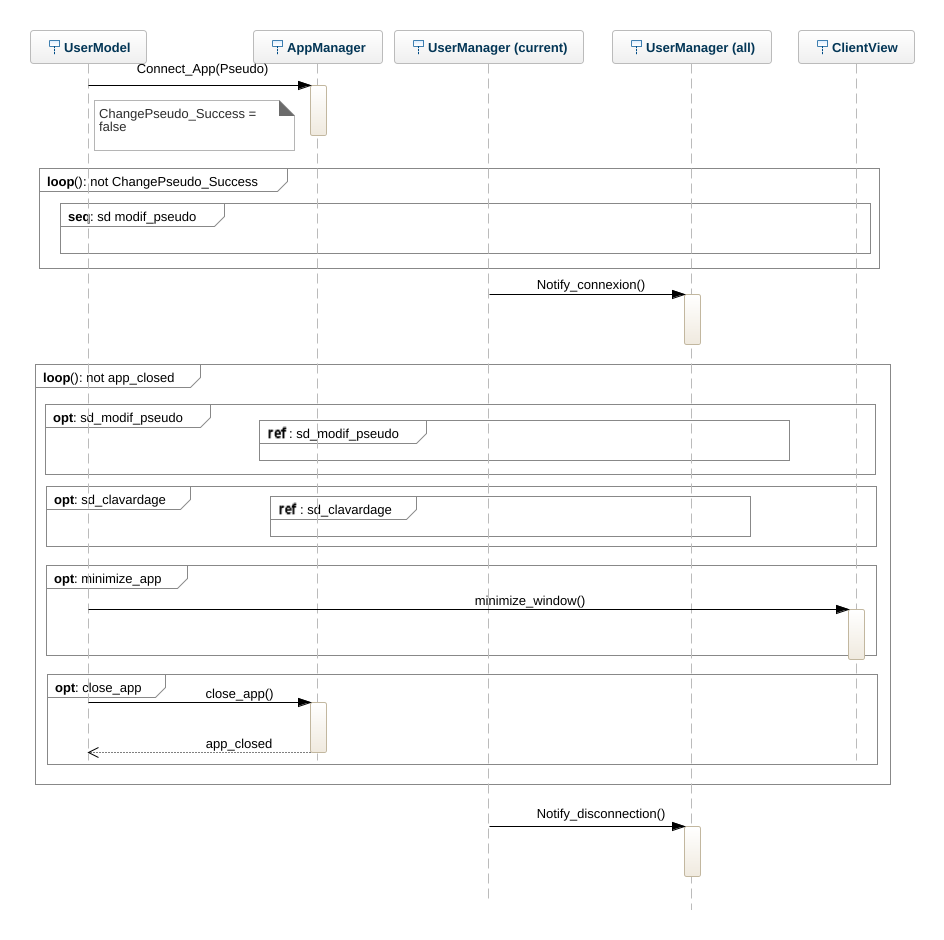 UserModel
AppManager
UserManager (current)
UserManager (all)
ClientView
Connect_App(Pseudo)
ChangePseudo_Success =
false
loop(): not ChangePseudo_Success
seq: sd modif_pseudo
Notify_connexion()
loop(): not app_closed
opt: sd_modif_pseudo
ref : sd_modif_pseudo
opt: sd_clavardage
ref : sd_clavardage
opt: minimize_app
minimize_window()
opt: close_app
close_app()
app_closed
Notify_disconnection()